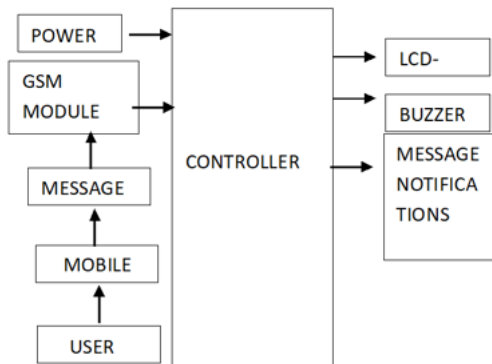 POWER
GSM
MODULE
MESSAGE
MOBILE
USER
CONTROLLER
LCD-
BUZZER
MESSAGE
NOTIFICA
TIONS